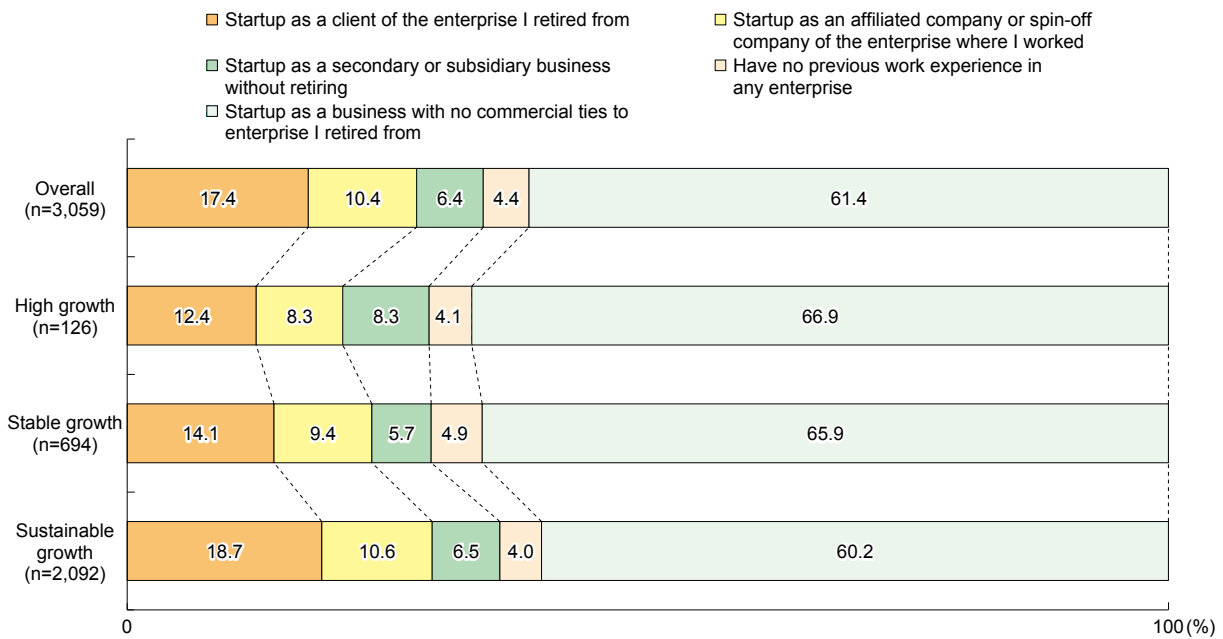 Startup as a client of the enterprise I retired from
Startup as an affiliated company or spin-off
company of the enterprise where I worked
Startup as a secondary or subsidiary business
without retiring
Have no previous work experience in
any enterprise
Startup as a business with no commercial ties to
enterprise I retired from
Overall
(n=3,059)
17.4 10.4 6.4 4.4 61.4
High growth
(n=126)
12.4 8.3 8.3 4.1 66.9
Stable growth
(n=694)
14.1 9.4 5.7 4.9 65.9
Sustainable
growth
(n=2,092)
18.7 10.6 6.5 4.0 60.2
0 100 (%)